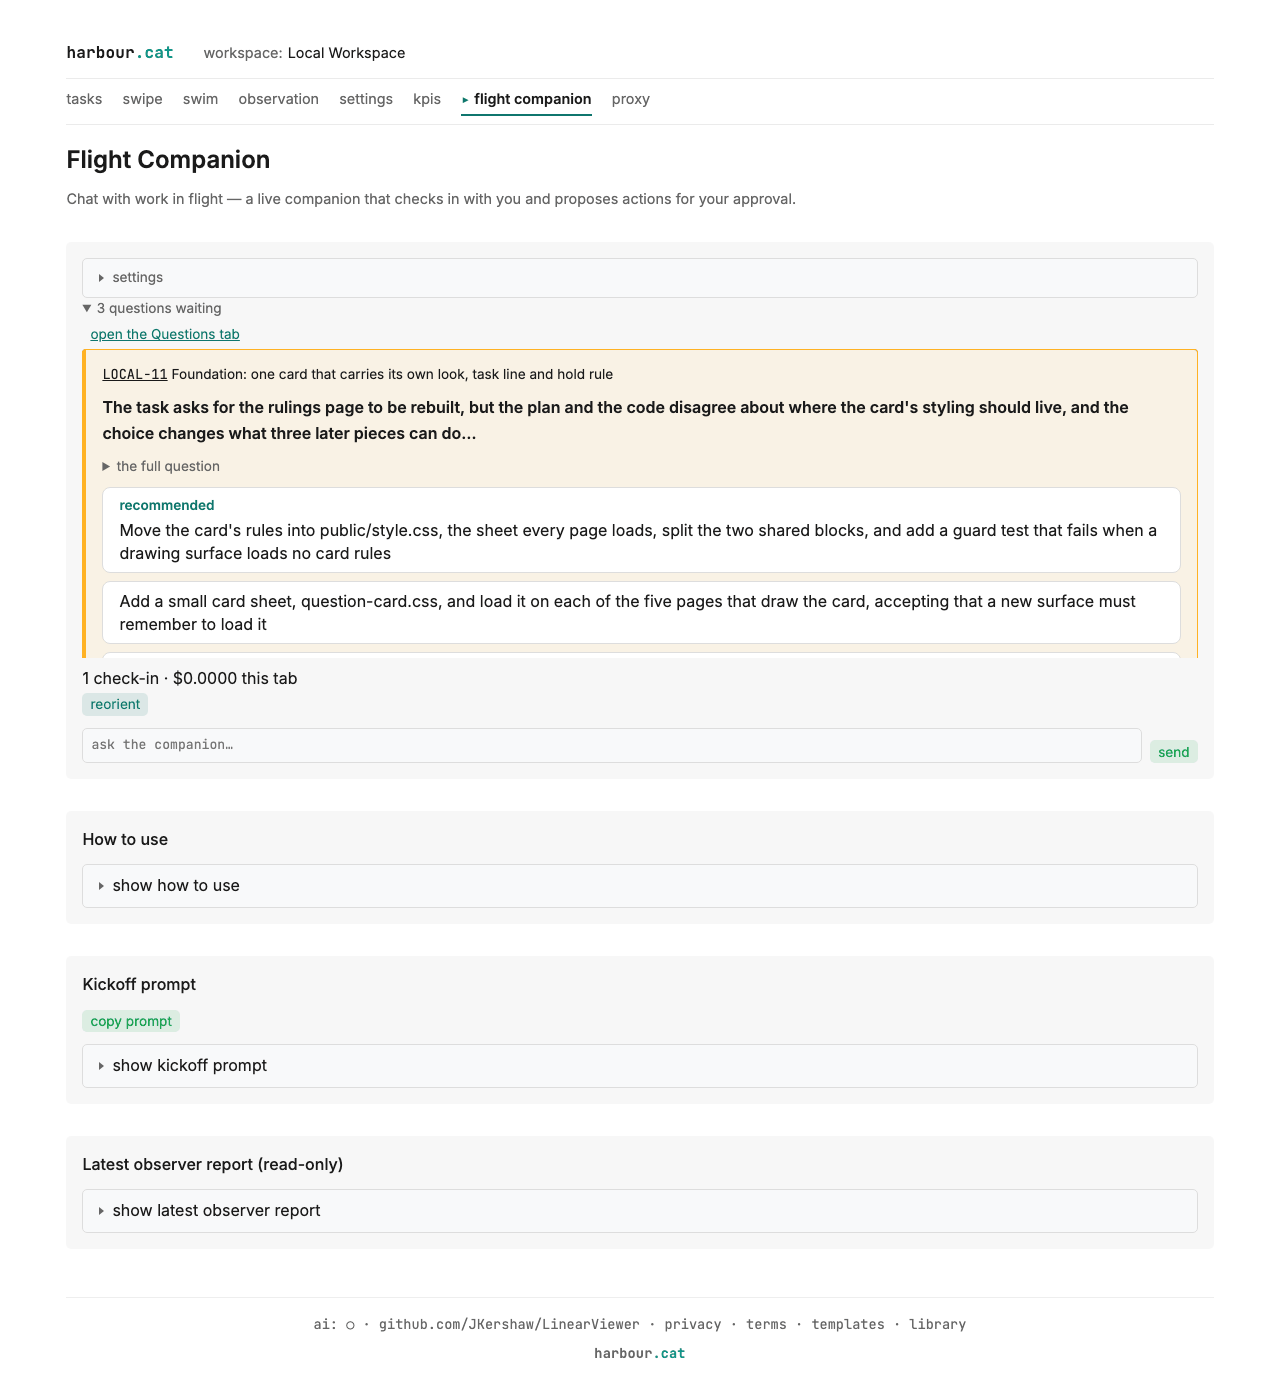 harbour.cat workspace: Local Workspace
tasks swipe swim observation settings kpis ▸ flight companion proxy
Flight Companion
Chat with work in flight — a live companion that checks in with you and proposes actions for your approval.
settings
3 questions waiting
open the Questions tab
LOCAL-11 Foundation: one card that carries its own look, task line and hold rule
The task asks for the rulings page to be rebuilt, but the plan and the code disagree about where the card's styling should live, and the
choice changes what three later pieces can do…
the full question
recommended
Move the card's rules into public/style.css, the sheet every page loads, split the two shared blocks, and add a guard test that fails when a
drawing surface loads no card rules
Add a small card sheet, question-card.css, and load it on each of the five pages that draw the card, accepting that a new surface must
remember to load it
1 check-in · $0.0000 this tab
reorient
ask the companion…
send
How to use
show how to use
Kickoff prompt
copy prompt
show kickoff prompt
Latest observer report (read-only)
show latest observer report
ai: ○ · github.com/JKershaw/LinearViewer · privacy · terms · templates · library
harbour.cat